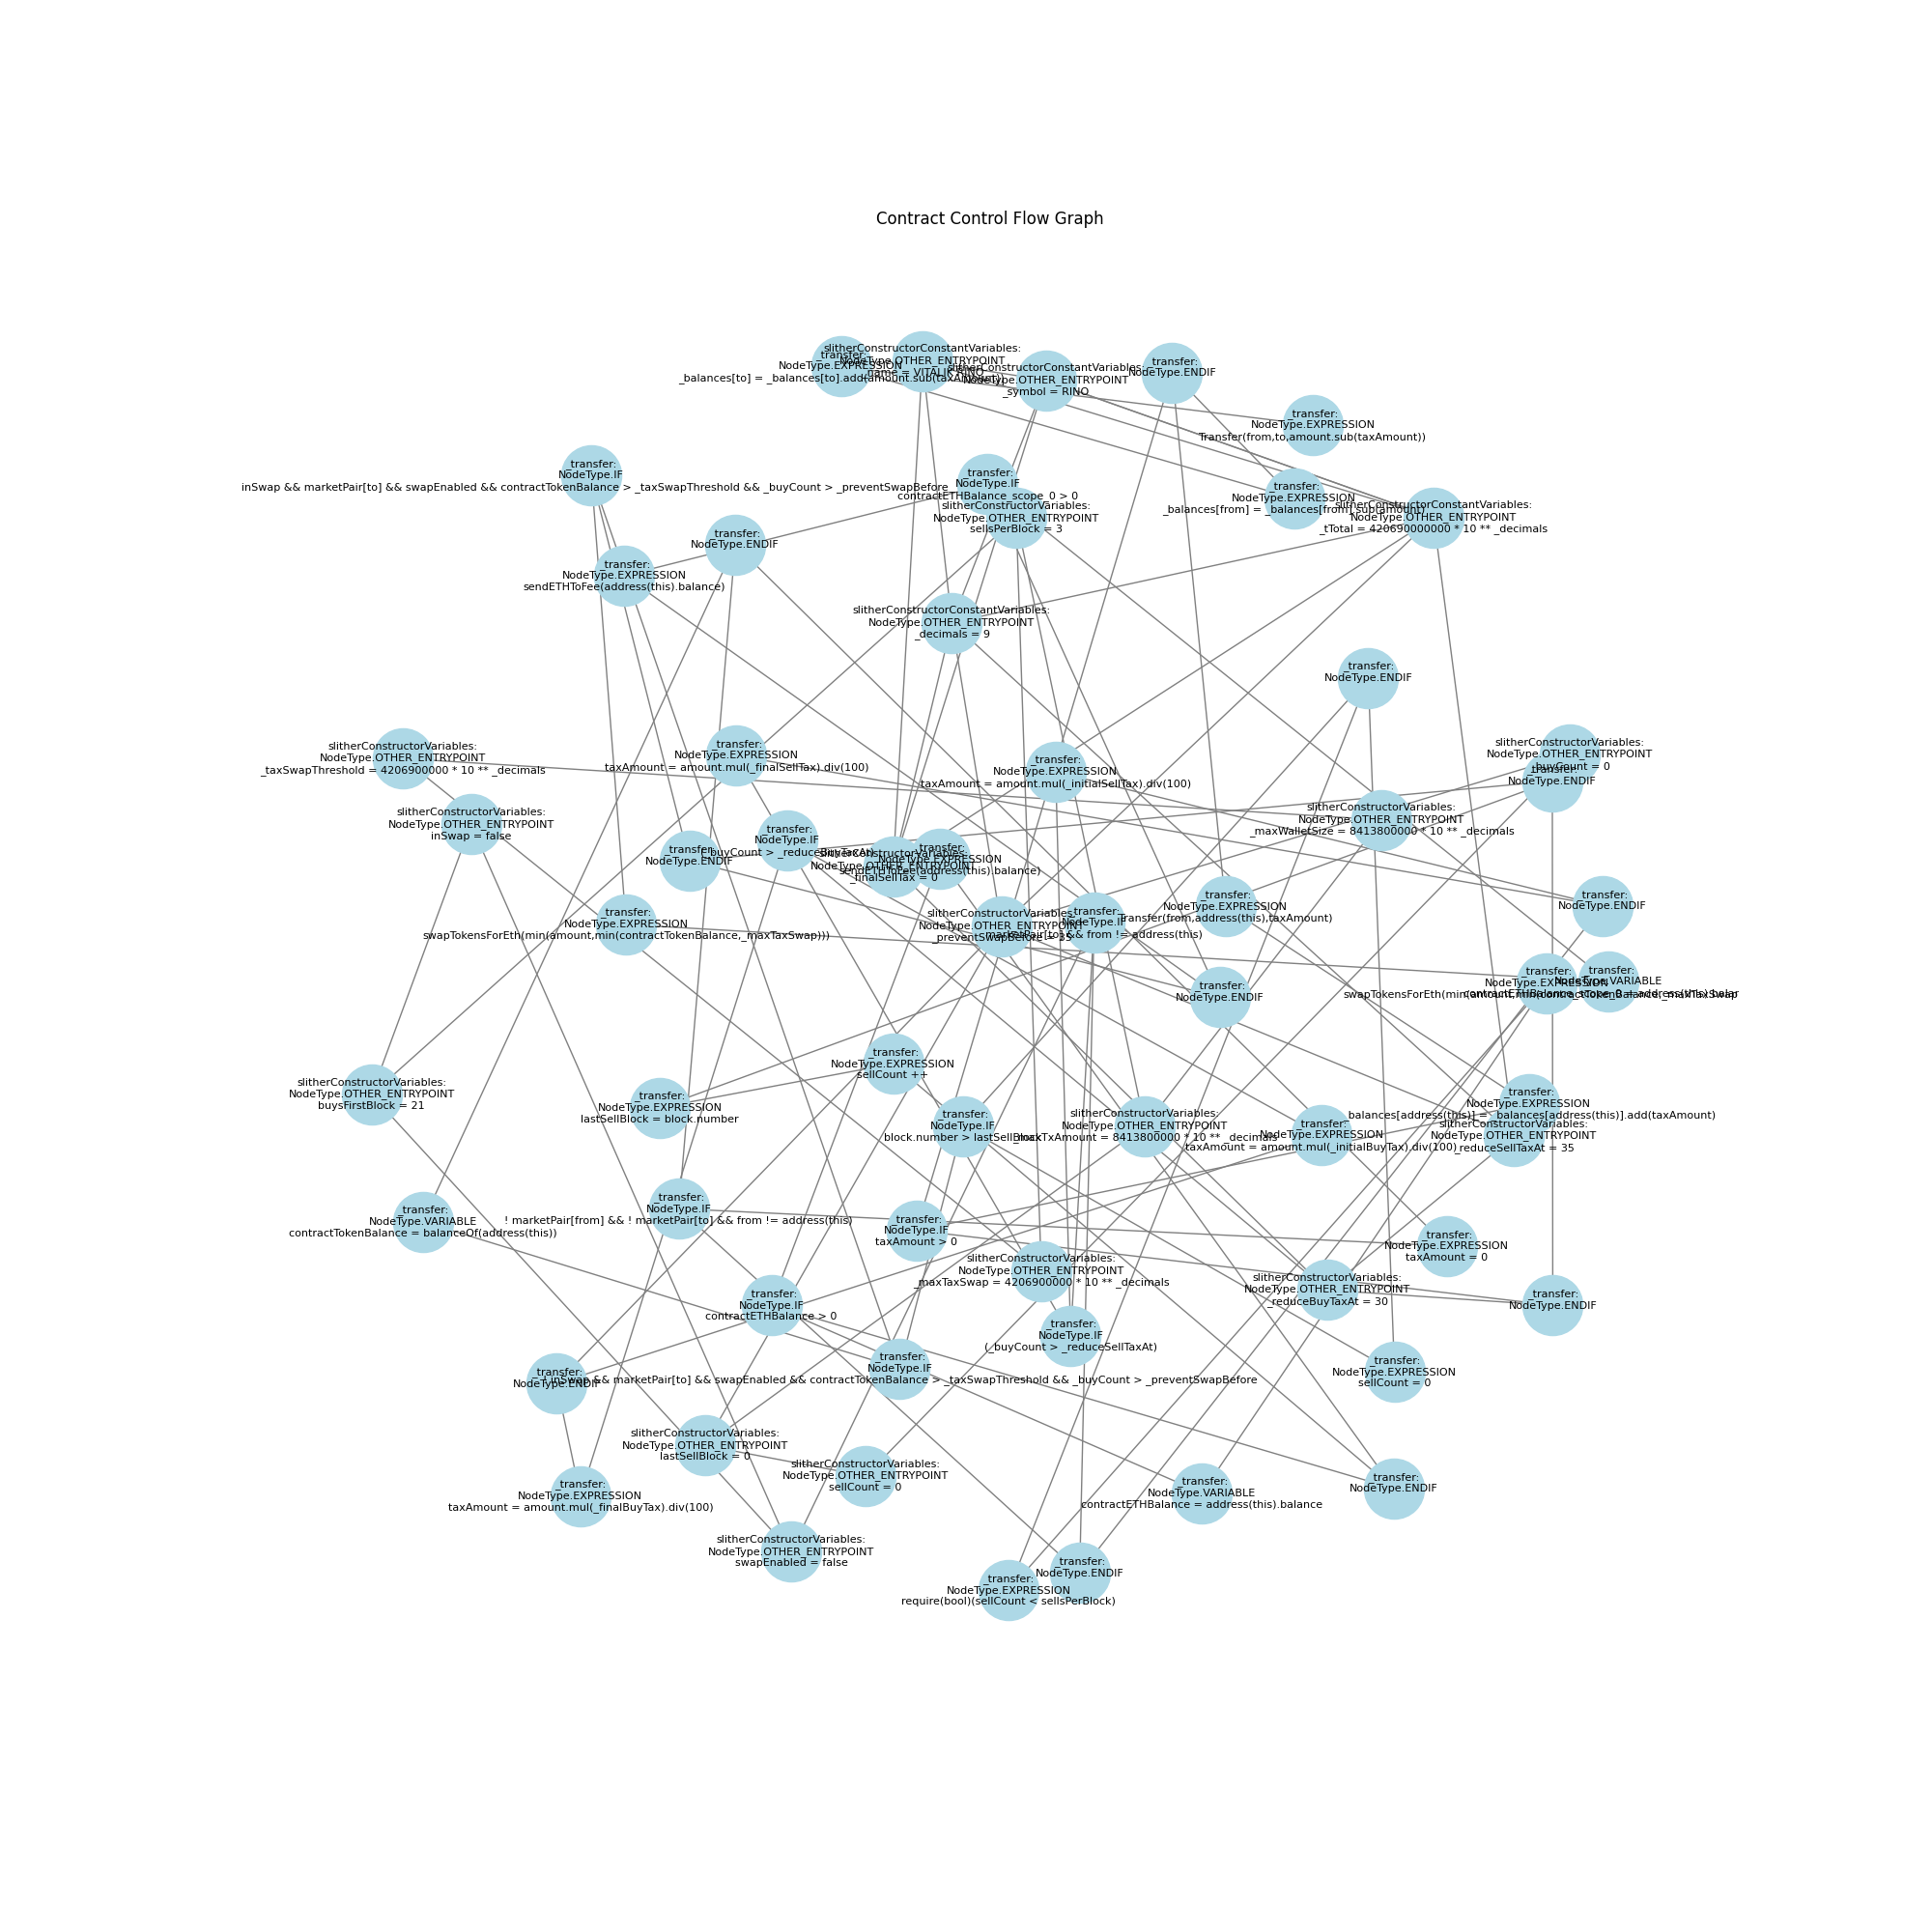 Contract Control Flow Graph
_transfer:
NodeType.EXPRESSION
_balances[to] = _balances[to].add(amount.sub(taxAmount))
slitherConstructorConstantVariables:
NodeType.OTHER_ENTRYPOINT
_name = VITALIK RINO
slitherConstructorConstantVariables:
NodeType.OTHER_ENTRYPOINT
_symbol = RINO
_transfer:
NodeType.ENDIF
_transfer:
NodeType.EXPRESSION
Transfer(from,to,amount.sub(taxAmount))
_transfer:
NodeType.IF
inSwap && marketPair[to] && swapEnabled && contractTokenBalance > _taxSwapThreshold && _buyCount > _preventSwapBefore
_transfer:
NodeType.IF
contractETHBalance_scope_0 > 0
slitherConstructorVariables:
NodeType.OTHER_ENTRYPOINT
sellsPerBlock = 3
_transfer:
NodeType.EXPRESSION
_balances[from] = _balances[from].sub(amount)
slitherConstructorConstantVariables:
NodeType.OTHER_ENTRYPOINT
_tTotal = 420690000000 * 10 ** _decimals
_transfer:
NodeType.ENDIF
_transfer:
NodeType.EXPRESSION
sendETHToFee(address(this).balance)
slitherConstructorConstantVariables:
NodeType.OTHER_ENTRYPOINT
_decimals = 9
_transfer:
NodeType.ENDIF
slitherConstructorVariables:
NodeType.OTHER_ENTRYPOINT
_taxSwapThreshold = 4206900000 * 10 ** _decimals
_transfer:
NodeType.EXPRESSION
taxAmount = amount.mul(_finalSellTax).div(100)
_transfer:
NodeType.EXPRESSION
taxAmount = amount.mul(_initialSellTax).div(100)
slitherConstructorVariables:
NodeType.OTHER_ENTRYPOINT
_buyCount = 0
_transfer:
NodeType.ENDIF
slitherConstructorVariables:
NodeType.OTHER_ENTRYPOINT
inSwap = false
slitherConstructorVariables:
NodeType.OTHER_ENTRYPOINT
_maxWalletSize = 8413800000 * 10 ** _decimals
_transfer:
NodeType.IF
_buyCount > _reduceBuyTaxAt
_transfer:
NodeType.ENDIF
slitherConstructorVariables:
NodeType.OTHER_ENTRYPOINT
_finalSellTax = 0
_transfer:
NodeType.EXPRESSION
sendETHToFee(address(this).balance)
_transfer:
NodeType.EXPRESSION
swapTokensForEth(min(amount,min(contractTokenBalance,_maxTaxSwap)))
slitherConstructorVariables:
NodeType.OTHER_ENTRYPOINT
_preventSwapBefore = 35
_transfer:
NodeType.IF
marketPair[to] && from != address(this)
_transfer:
NodeType.EXPRESSION
Transfer(from,address(this),taxAmount)
_transfer:
NodeType.ENDIF
_transfer:
NodeType.ENDIF
_transfer:
NodeType.EXPRESSION
swapTokensForEth(min(amount,min(contractTokenBalance,_maxTaxSwap
_transfer:
NodeType.VARIABLE
contractETHBalance_scope_0 = address(this).balan
_transfer:
NodeType.EXPRESSION
sellCount ++
slitherConstructorVariables:
NodeType.OTHER_ENTRYPOINT
buysFirstBlock = 21
_transfer:
NodeType.EXPRESSION
lastSellBlock = block.number
_transfer:
NodeType.IF
block.number > lastSellBlock
slitherConstructorVariables:
NodeType.OTHER_ENTRYPOINT
_maxTxAmount = 8413800000 * 10 ** _decimals
_transfer:
NodeType.EXPRESSION
taxAmount = amount.mul(_initialBuyTax).div(100)
_transfer:
NodeType.EXPRESSION
_balances[address(this)] = _balances[address(this)].add(taxAmount)
slitherConstructorVariables:
NodeType.OTHER_ENTRYPOINT
_reduceSellTaxAt = 35
_transfer:
NodeType.VARIABLE
contractTokenBalance = balanceOf(address(this))
_transfer:
NodeType.IF
! marketPair[from] && ! marketPair[to] && from != address(this)
_transfer:
NodeType.IF
taxAmount > 0
_transfer:
NodeType.EXPRESSION
taxAmount = 0
slitherConstructorVariables:
NodeType.OTHER_ENTRYPOINT
_maxTaxSwap = 4206900000 * 10 ** _decimals
slitherConstructorVariables:
NodeType.OTHER_ENTRYPOINT
_reduceBuyTaxAt = 30
_transfer:
NodeType.ENDIF
_transfer:
NodeType.IF
contractETHBalance > 0
_transfer:
NodeType.IF
(_buyCount > _reduceSellTaxAt)
_transfer:
NodeType.EXPRESSION
sellCount = 0
_transfer:
NodeType.ENDIF
_transfer:
NodeType.IF
! inSwap && marketPair[to] && swapEnabled && contractTokenBalance > _taxSwapThreshold && _buyCount > _preventSwapBefore
slitherConstructorVariables:
NodeType.OTHER_ENTRYPOINT
lastSellBlock = 0
slitherConstructorVariables:
NodeType.OTHER_ENTRYPOINT
sellCount = 0
_transfer:
NodeType.EXPRESSION
taxAmount = amount.mul(_finalBuyTax).div(100)
_transfer:
NodeType.VARIABLE
contractETHBalance = address(this).balance
_transfer:
NodeType.ENDIF
slitherConstructorVariables:
NodeType.OTHER_ENTRYPOINT
swapEnabled = false
_transfer:
NodeType.EXPRESSION
require(bool)(sellCount < sellsPerBlock)
_transfer:
NodeType.ENDIF